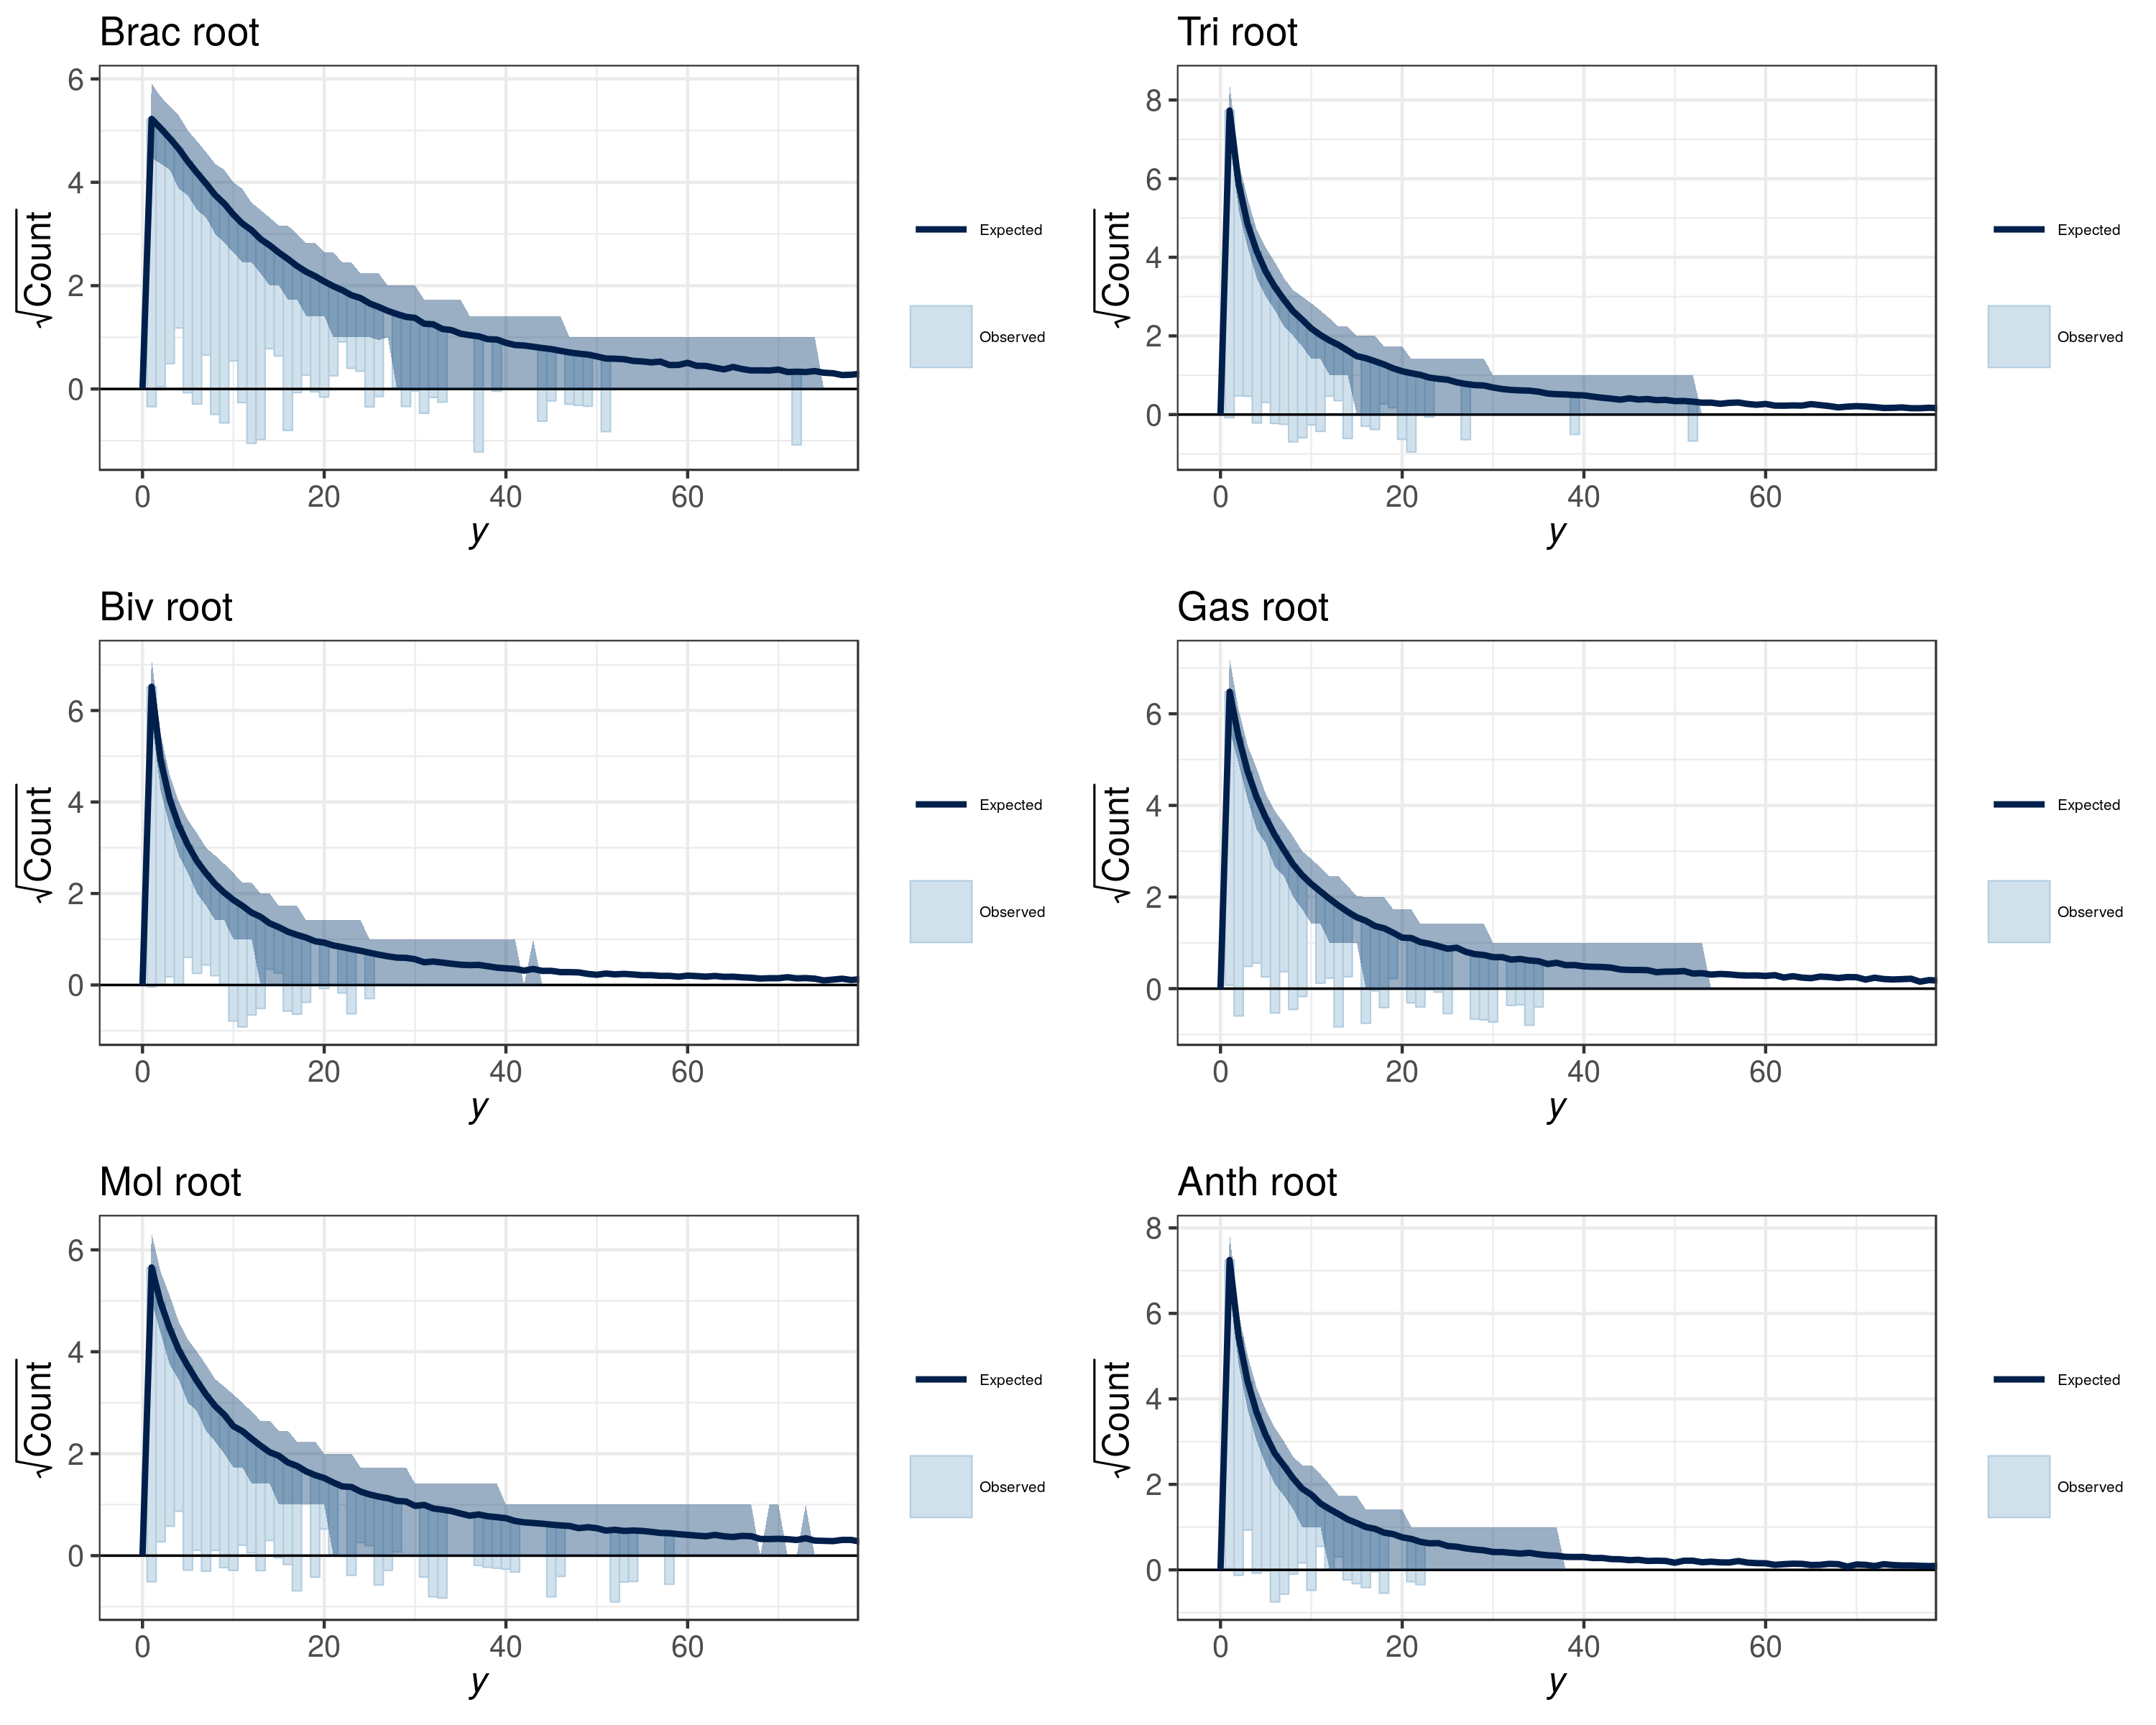 Brac root
6
4
2
0
√Count
0 20 40 60
y
Expected
Observed
Tri root
8
6
4
2
0
√Count
0 20 40 60
y
Expected
Observed
Biv root
6
4
2
0
√Count
0 20 40 60
y
Expected
Observed
Gas root
6
4
2
0
√Count
0 20 40 60
y
Expected
Observed
Mol root
6
4
2
0
√Count
0 20 40 60
y
Expected
Observed
Anth root
8
6
4
2
0
√Count
0 20 40 60
y
Expected
Observed